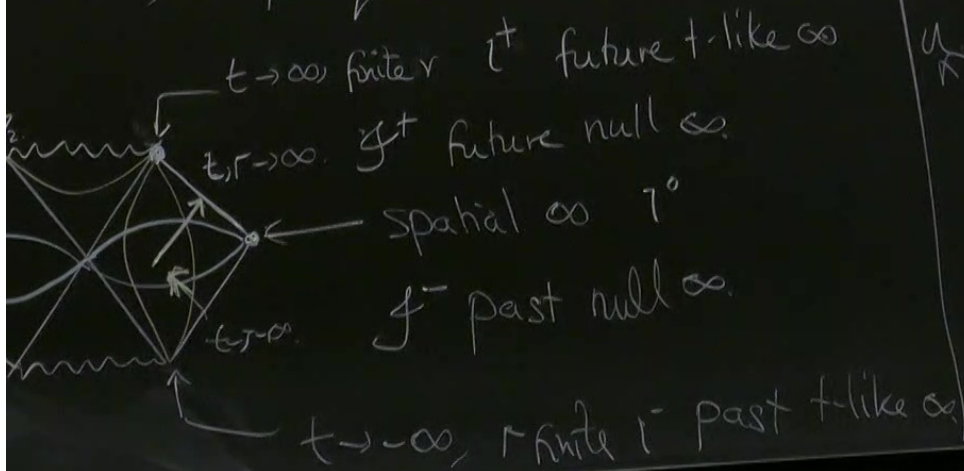 t→∞, finite r i⁺ future t-like ∞
t,r→∞. 𝓘⁺ future null ∞.
spatial ∞ i⁰
𝓘⁻ past null ∞.
t→-∞, r finite i⁻ past t-like ∞